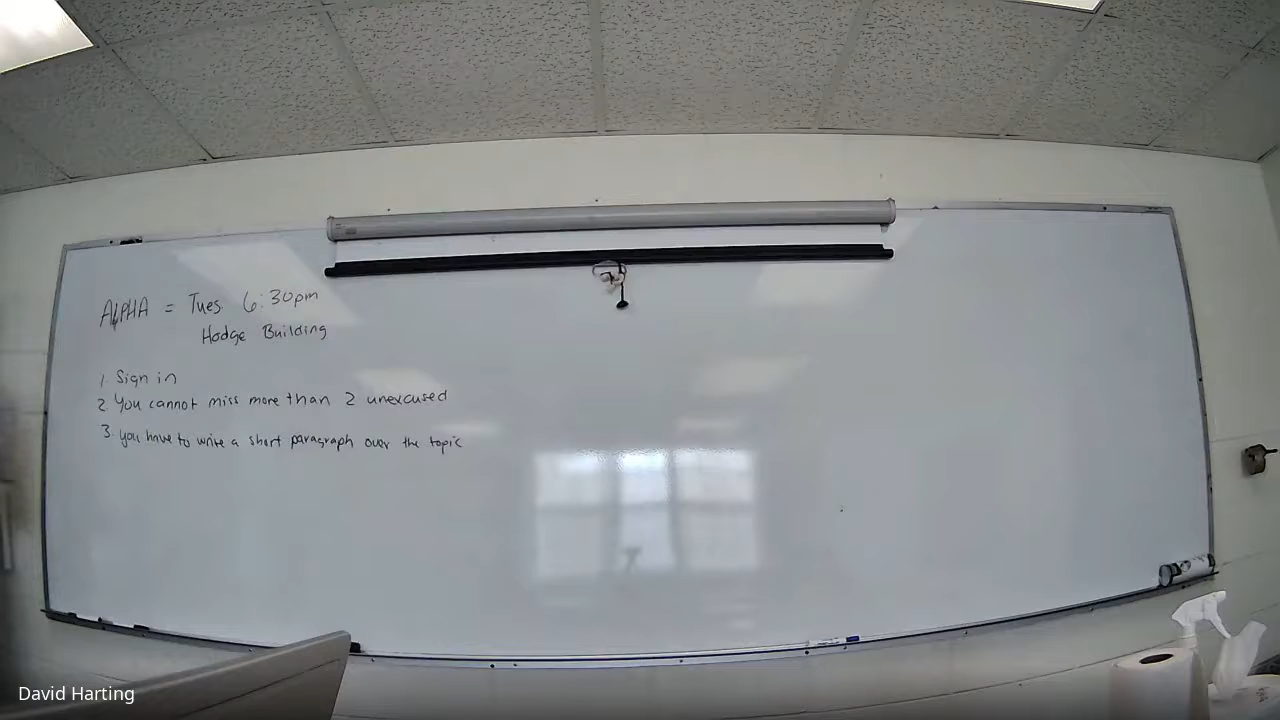 ALPHA = Tues 6:30pm
Hodge Building
1. Sign in
2. You cannot miss more than 2 unexcused
3. you have to write a short paragraph over the topic
David Harting